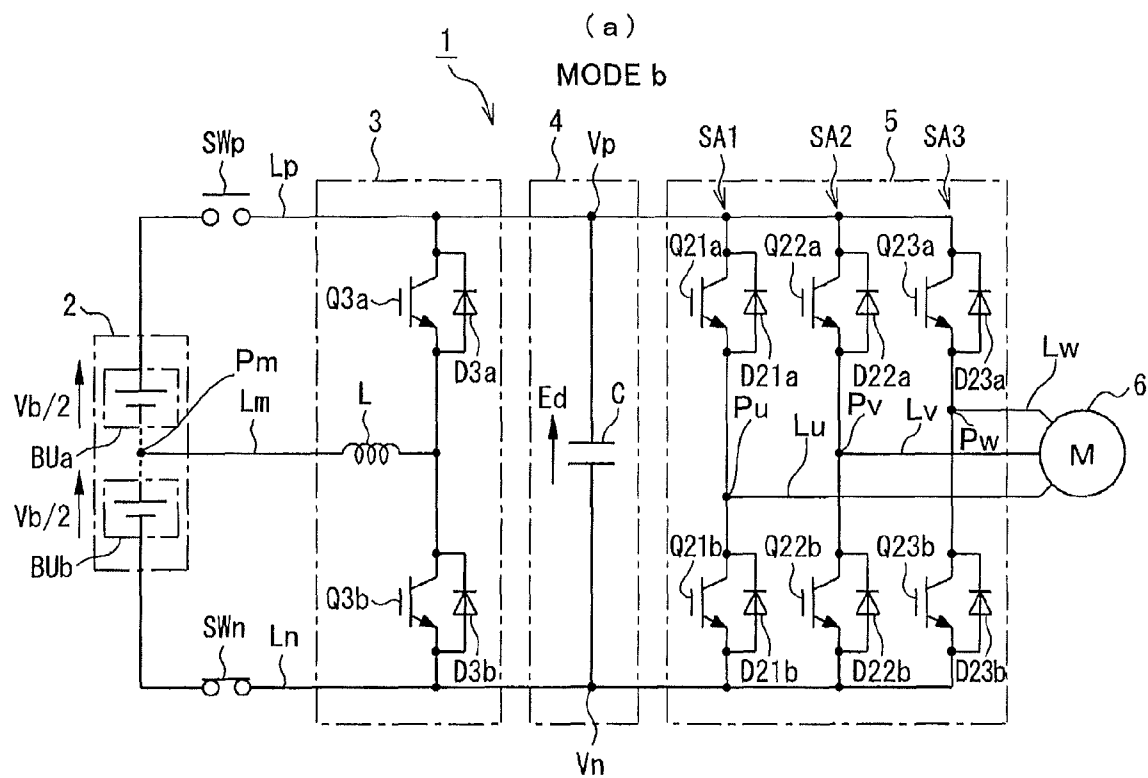 (a)
MODE b
1
3
4
Vp
SA1
SA2
5
SA3
SWp
Lp
Q21a
Q22a
Q23a
Q3a
2
Pm
D3a
D21a
D22a
D23a
Lw
6
Vb/2
Lm
L
Ed
C
Pu
Lu
Pv
Lv
Pw
M
BUa
Vb/2
BUb
Q21b
Q22b
Q23b
Q3b
SWn
Ln
D3b
D21b
D22b
D23b
Vn